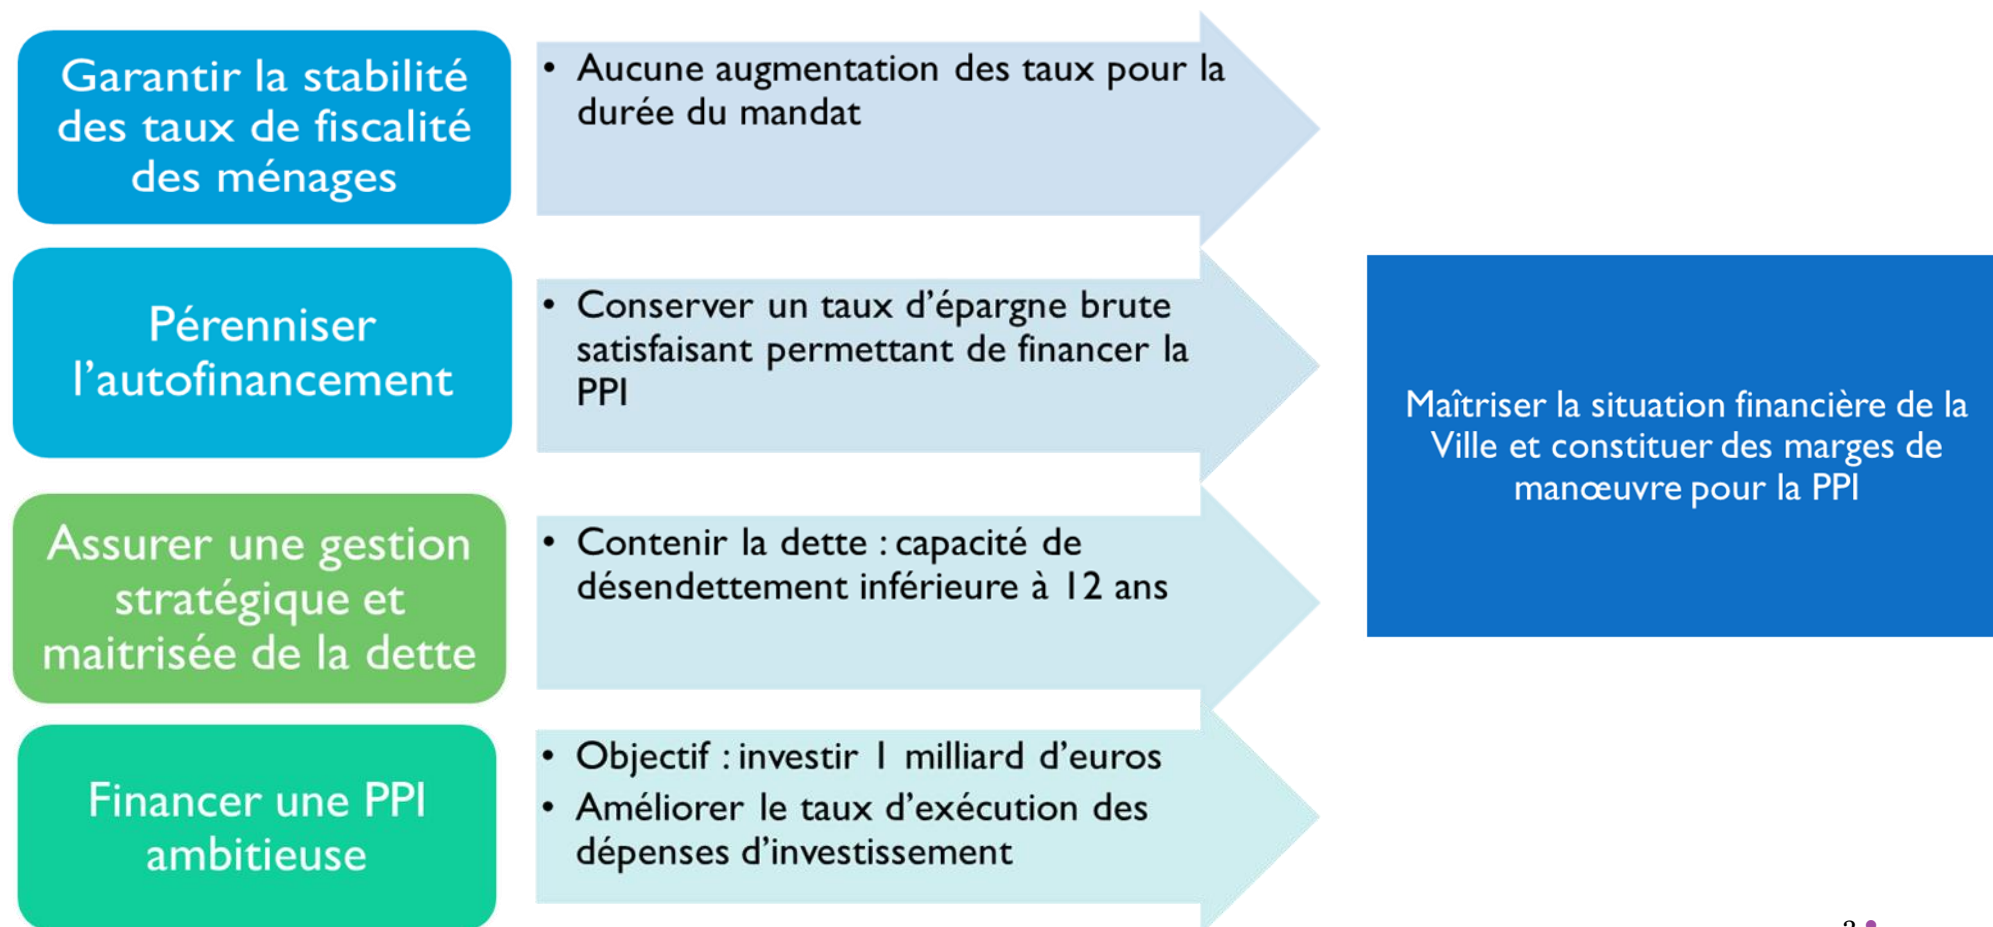 Garantir la stabilité
des taux de fiscalité
des ménages
• Aucune augmentation des taux pour la
durée du mandat
Pérenniser
l’autofinancement
• Conserver un taux d’épargne brute
satisfaisant permettant de financer la
PPI
Assurer une gestion
stratégique et
maitrisée de la dette
• Contenir la dette : capacité de
désendettement inférieure à 12 ans
Financer une PPI
ambitieuse
• Objectif : investir 1 milliard d’euros
• Améliorer le taux d’exécution des
dépenses d’investissement
Maîtriser la situation financière de la
Ville et constituer des marges de
manœuvre pour la PPI